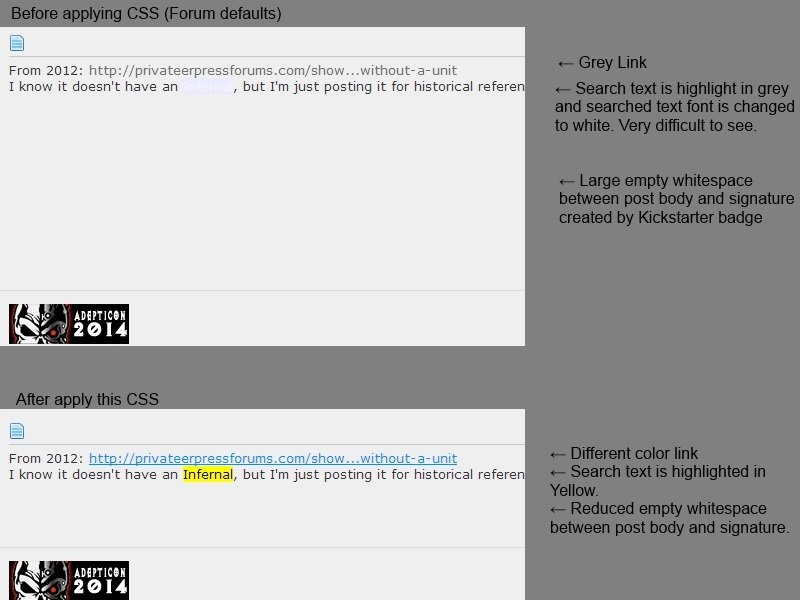 Before applying CSS (Forum defaults)
From 2012: http://privateerpressforums.com/show...without-a-unit
← Grey Link
I know it doesn't have an Infernal, but I'm just posting it for historical referen
← Search text is highlight in grey
and searched text font is changed
to white. Very difficult to see.
← Large empty whitespace
between post body and signature
created by Kickstarter badge
ADEPTICON
2014
After apply this CSS
From 2012: http://privateerpressforums.com/show...without-a-unit
I know it doesn't have an Infernal, but I'm just posting it for historical referen
← Different color link
← Search text is highlighted in
Yellow.
← Reduced empty whitespace
between post body and signature.
ADEPTICON
2014